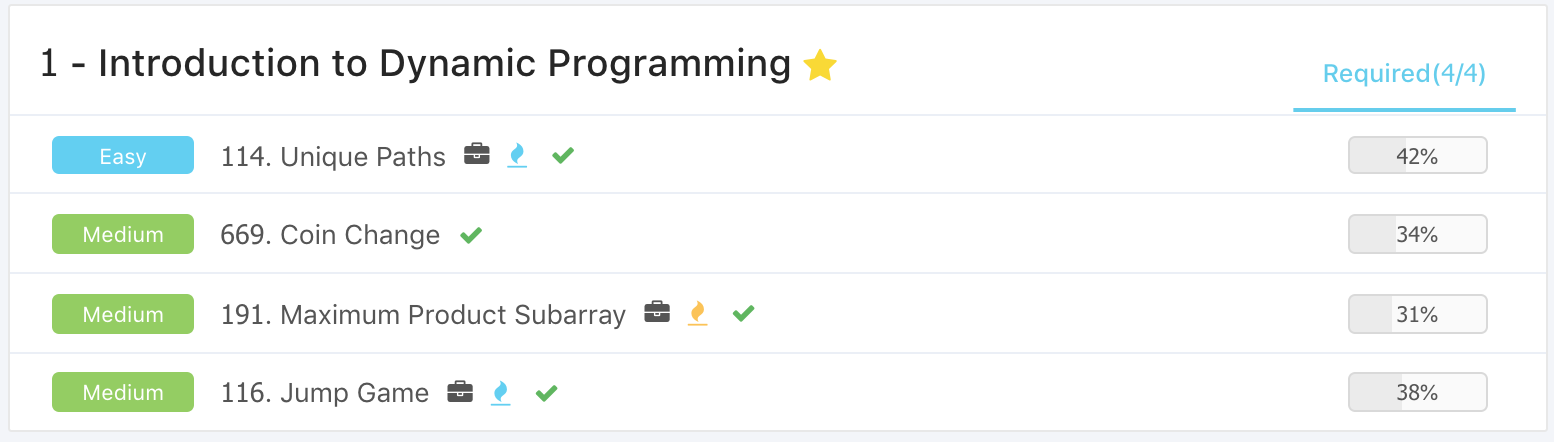 1 - Introduction to Dynamic Programming
Required(4/4)
Easy 114. Unique Paths 42%
Medium 669. Coin Change 34%
Medium 191. Maximum Product Subarray 31%
Medium 116. Jump Game 38%